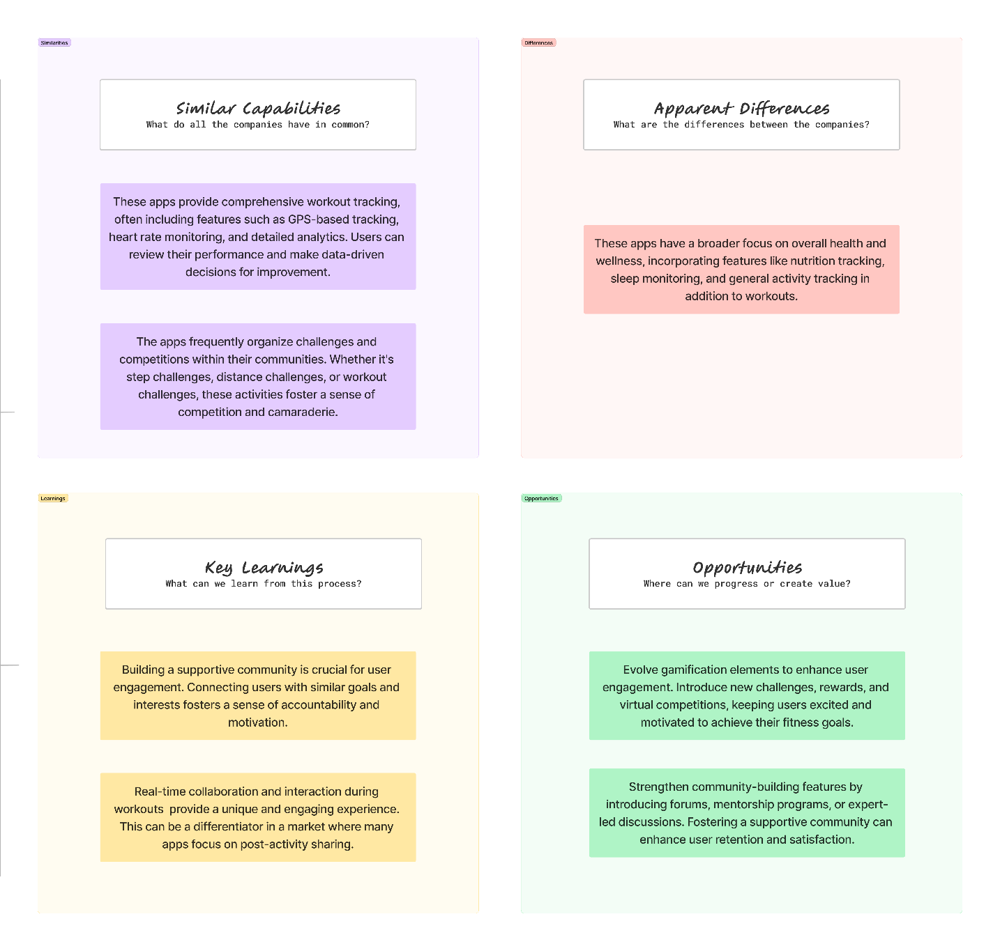 Similarities
Similar Capabilities
What do all the companies have in common?
These apps provide comprehensive workout tracking,
often including features such as GPS-based tracking,
heart rate monitoring, and detailed analytics. Users can
review their performance and make data-driven
decisions for improvement.
The apps frequently organize challenges and
competitions within their communities. Whether it's
step challenges, distance challenges, or workout
challenges, these activities foster a sense of
competition and camaraderie.
Differences
Apparent Differences
What are the differences between the companies?
These apps have a broader focus on overall health and
wellness, incorporating features like nutrition tracking,
sleep monitoring, and general activity tracking in
addition to workouts.
Learnings
Key Learnings
What can we learn from this process?
Building a supportive community is crucial for user
engagement. Connecting users with similar goals and
interests fosters a sense of accountability and
motivation.
Real-time collaboration and interaction during
workouts  provide a unique and engaging experience.
This can be a differentiator in a market where many
apps focus on post-activity sharing.
Opportunities
Opportunities
Where can we progress or create value?
Evolve gamification elements to enhance user
engagement. Introduce new challenges, rewards, and
virtual competitions, keeping users excited and
motivated to achieve their fitness goals.
Strengthen community-building features by
introducing forums, mentorship programs, or expert-
led discussions. Fostering a supportive community can
enhance user retention and satisfaction.